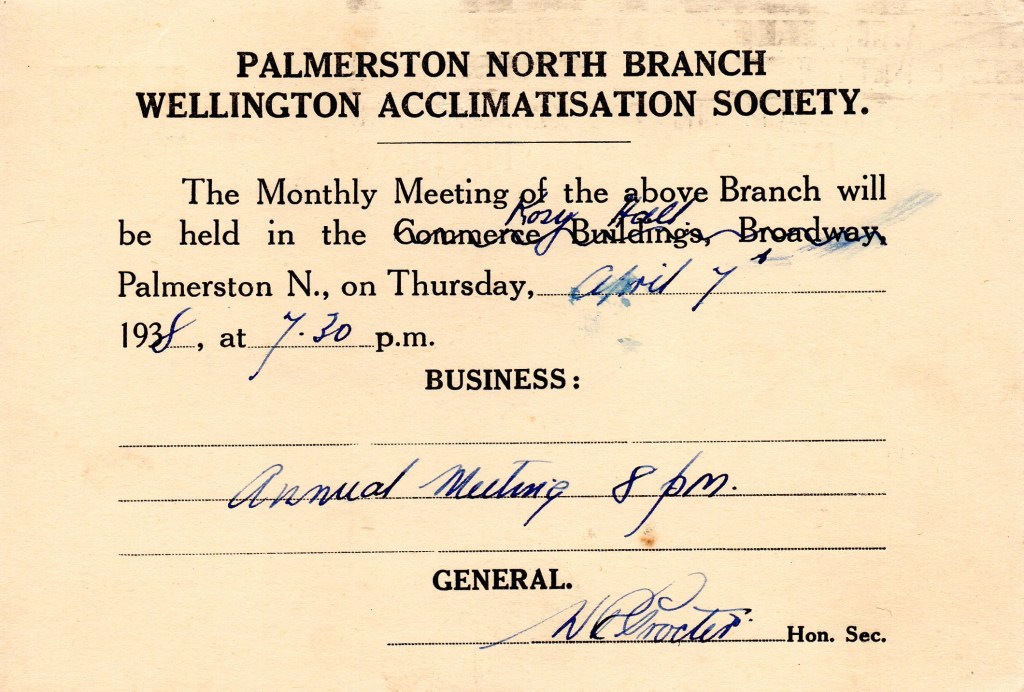 PALMERSTON NORTH BRANCH
WELLINGTON ACCLIMATISATION SOCIETY.
The Monthly Meeting of the above Branch will
Rosy Hall
be held in the Commerce Buildings, Broadway,
Palmerston N., on Thursday, April 7
1938, at 7.30 p.m.
BUSINESS:
Annual Meeting 8 pm.
GENERAL.
Procter Hon. Sec.